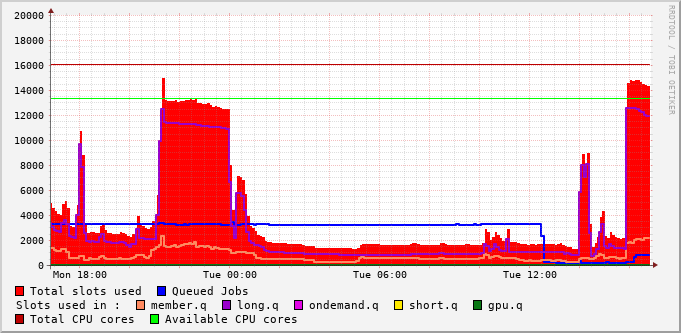 20000
18000
16000
14000
12000
10000
8000
6000
4000
2000
0
Mon 18:00 Tue 00:00 Tue 06:00 Tue 12:00
RRDTOOL / TOBI OETIKER
Total slots used Queued Jobs
Slots used in : member.q long.q ondemand.q short.q gpu.q
Total CPU cores Available CPU cores